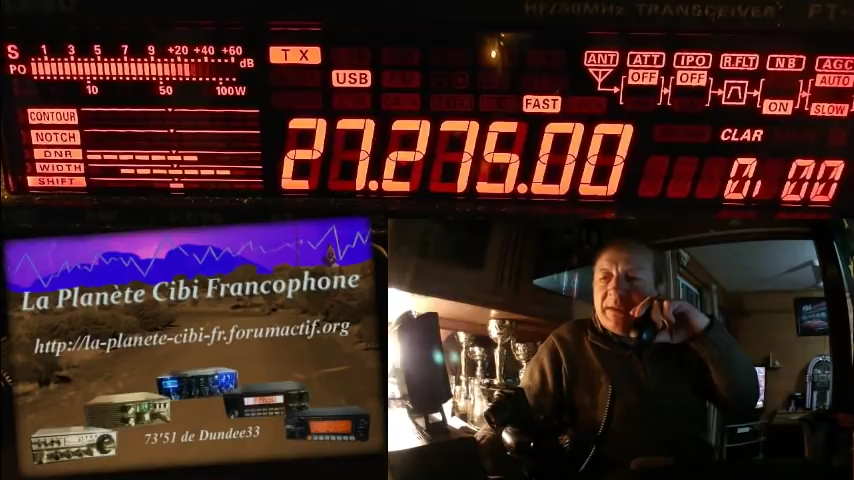 HF/50MHz TRANSCEIVER FT
S 1 3 5 7 9 +20 +40 +60 dB
PO 10 50 100W
TX
USB
FAST
ANT ATT IPO R.FLT NB AGC
OFF OFF AUTO
ON SLOW
CONTOUR
NOTCH
DNR
WIDTH
SHIFT
27.275.00
CLAR
0.00
La Planète Cibi Francophone
http://la-planete-cibi-fr.forumactif.org
73'51 de Dundee33